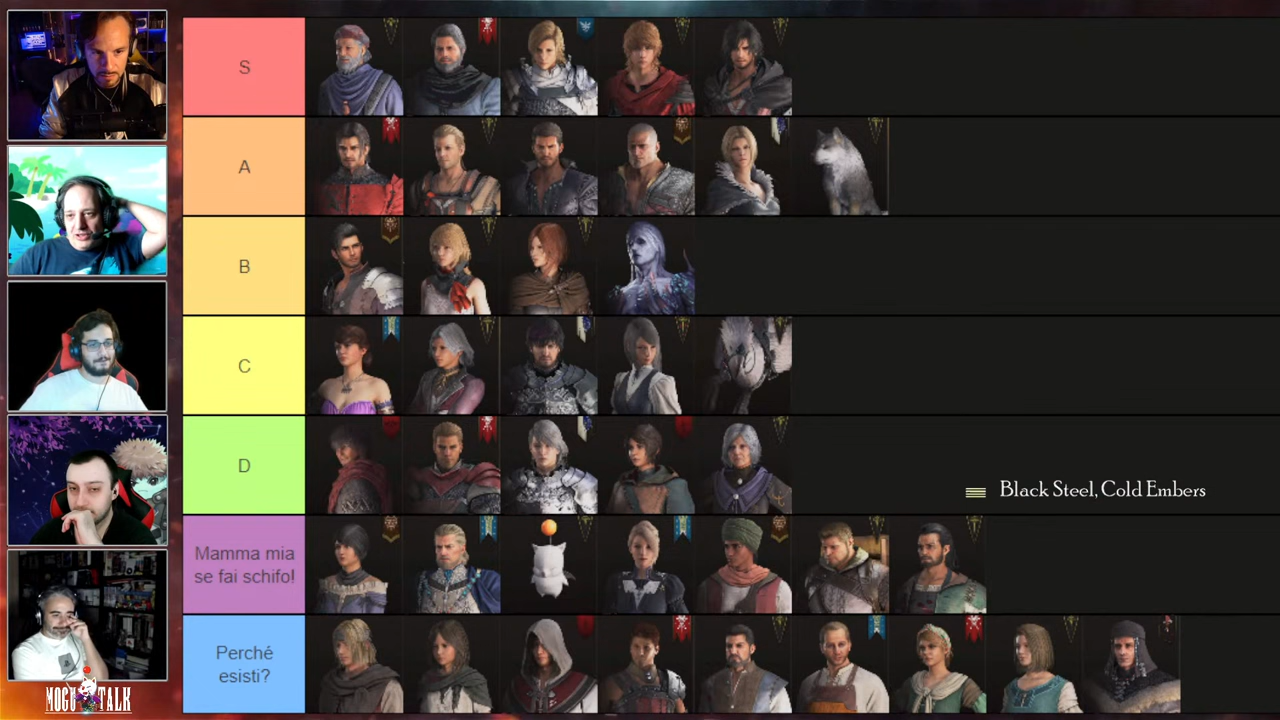 S
A
B
C
D
Black Steel, Cold Embers
Mamma mia
se fai schifo!
Perché
esisti?
MOGU TALK